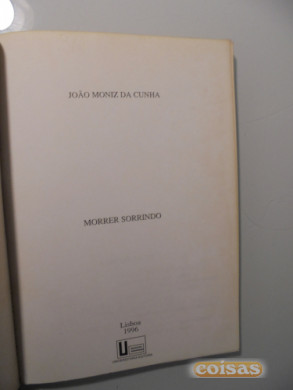 JOÃO MONIZ DA CUNHA
MORRER SORRINDO
Lisboa
1996
U
coisas